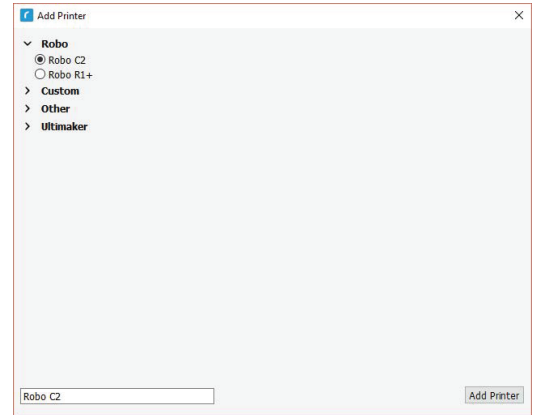 Add Printer
Robo
Robo C2
Robo R1+
Custom
Other
Ultimaker
Robo C2
Add Printer